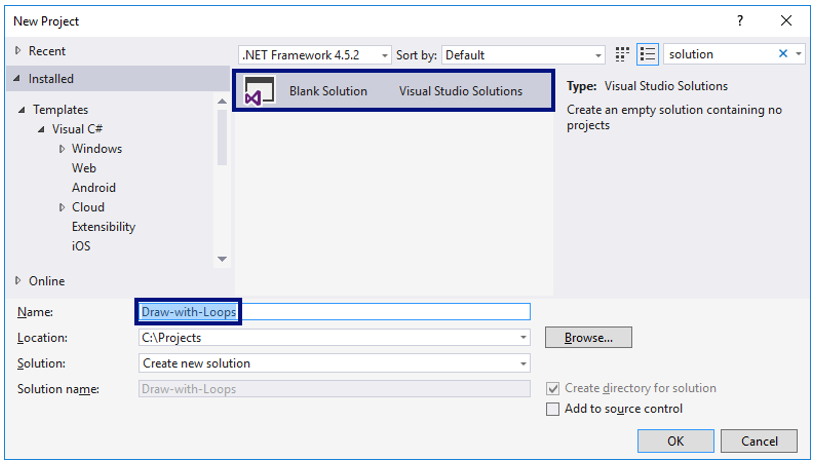 New Project
?
Recent
.NET Framework 4.5.2
Sort by:
Default
solution
Installed
Blank Solution
Visual Studio Solutions
Type: Visual Studio Solutions
Create an empty solution containing no
projects
Templates
Visual C#
Windows
Web
Android
Cloud
Extensibility
iOS
Online
Name:
Draw-with-Loops
Location:
C:\Projects
Browse...
Solution:
Create new solution
Solution name:
Draw-with-Loops
Create directory for solution
Add to source control
OK
Cancel